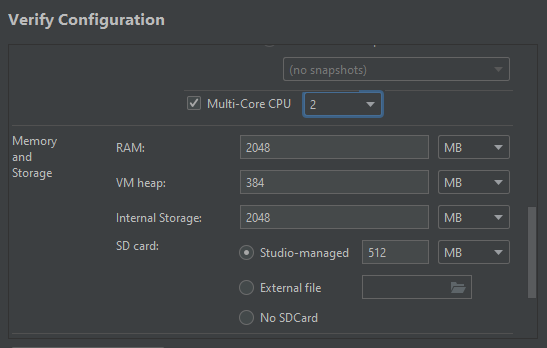 Verify Configuration
(no snapshots)
Multi-Core CPU 2
Memory and Storage
RAM: 2048 MB
VM heap: 384 MB
Internal Storage: 2048 MB
SD card: Studio-managed 512 MB
External file
No SDCard